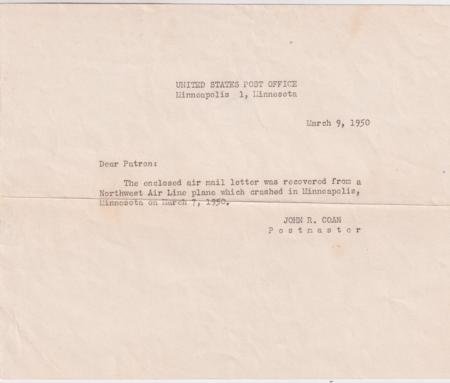 UNITED STATES POST OFFICE
Minneapolis 1, Minnesota
March 9, 1950
Dear Patron:
The enclosed air mail letter was recovered from a
Northwest Air Line plane which crashed in Minneapolis,
Minnesota on March 7, 1950.
JOHN R. COAN
P o s t m a s t e r